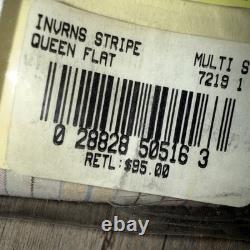 INVRNS STRIPE
QUEEN FLAT MULTI S
7219 1
0 28828 50516 3
RETL:$95.00